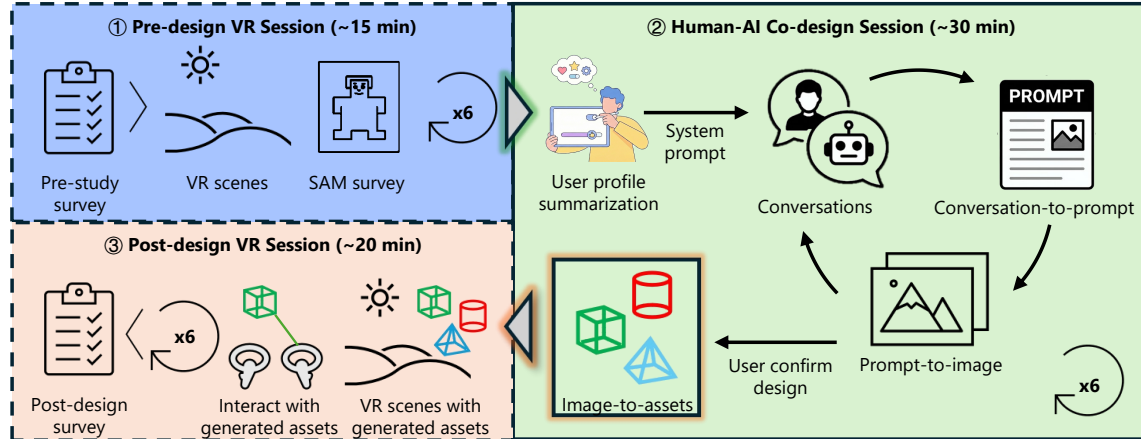 ① Pre-design VR Session (~15 min)
x6
Pre-study
survey
VR scenes
SAM survey
② Human-AI Co-design Session (~30 min)
System
prompt
User profile
summarization
Conversations
PROMPT
Conversation-to-prompt
Prompt-to-image
x6
User confirm
design
Image-to-assets
③ Post-design VR Session (~20 min)
x6
Post-design
survey
Interact with
generated assets
VR scenes with
generated assets